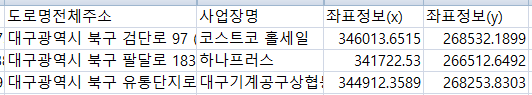 도로명전체주소 사업장명 좌표정보(x) 좌표정보(y)
대구광역시 북구 검단로 97 ( 코스트코 홀세일 346013.6515 268532.1899
대구광역시 북구 팔달로 183 하나프러스 341722.53 266512.6492
대구광역시 북구 유통단지로 대구기계공구상협 344912.3589 268253.8303